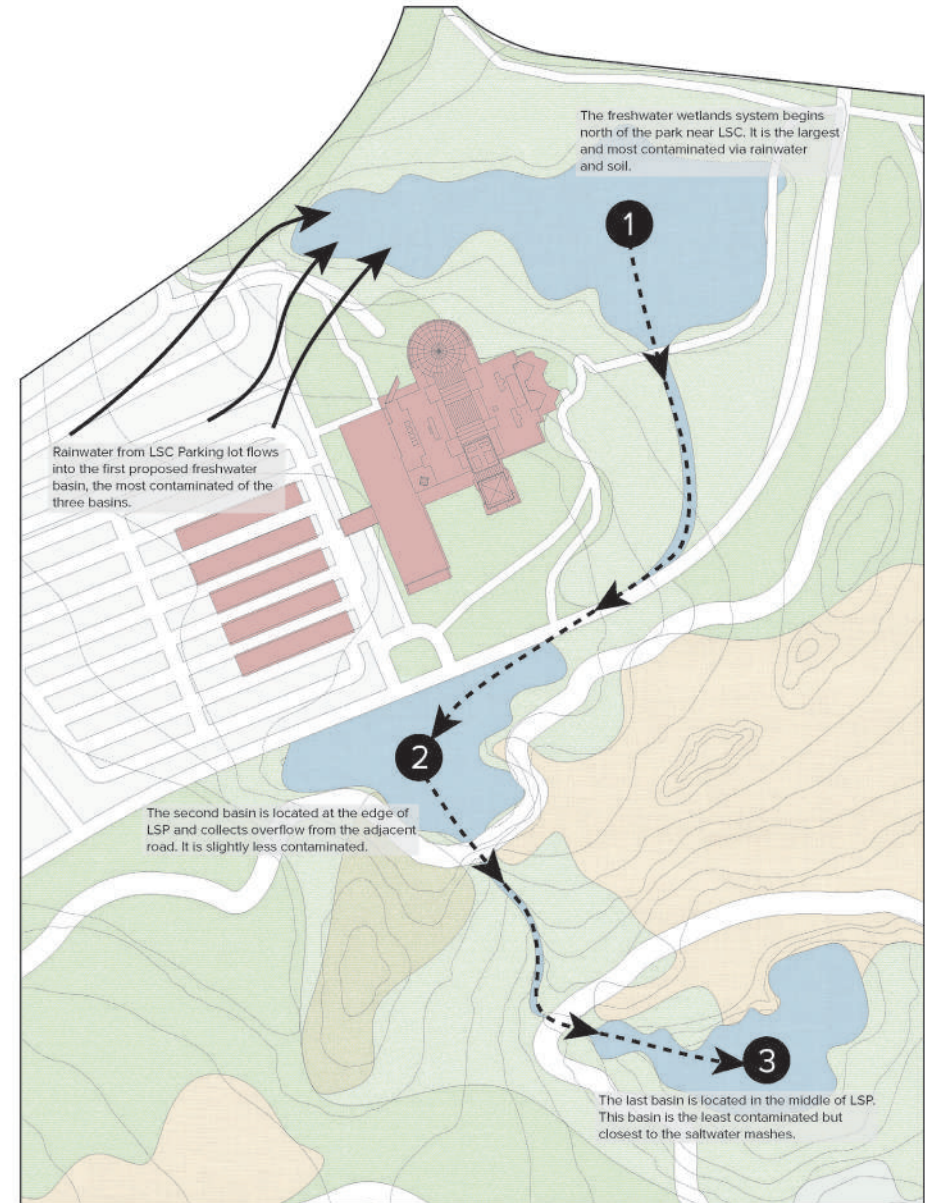 The freshwater wetlands system begins
north of the park near LSC. It is the largest
and most contaminated via rainwater
and soil.
1
Rainwater from LSC Parking lot flows
into the first proposed freshwater
basin, the most contaminated of the
three basins.
2
The second basin is located at the edge of
LSP and collects overflow from the adjacent
road. It is slightly less contaminated.
3
The last basin is located in the middle of LSP.
This basin is the least contaminated but
closest to the saltwater mashes.